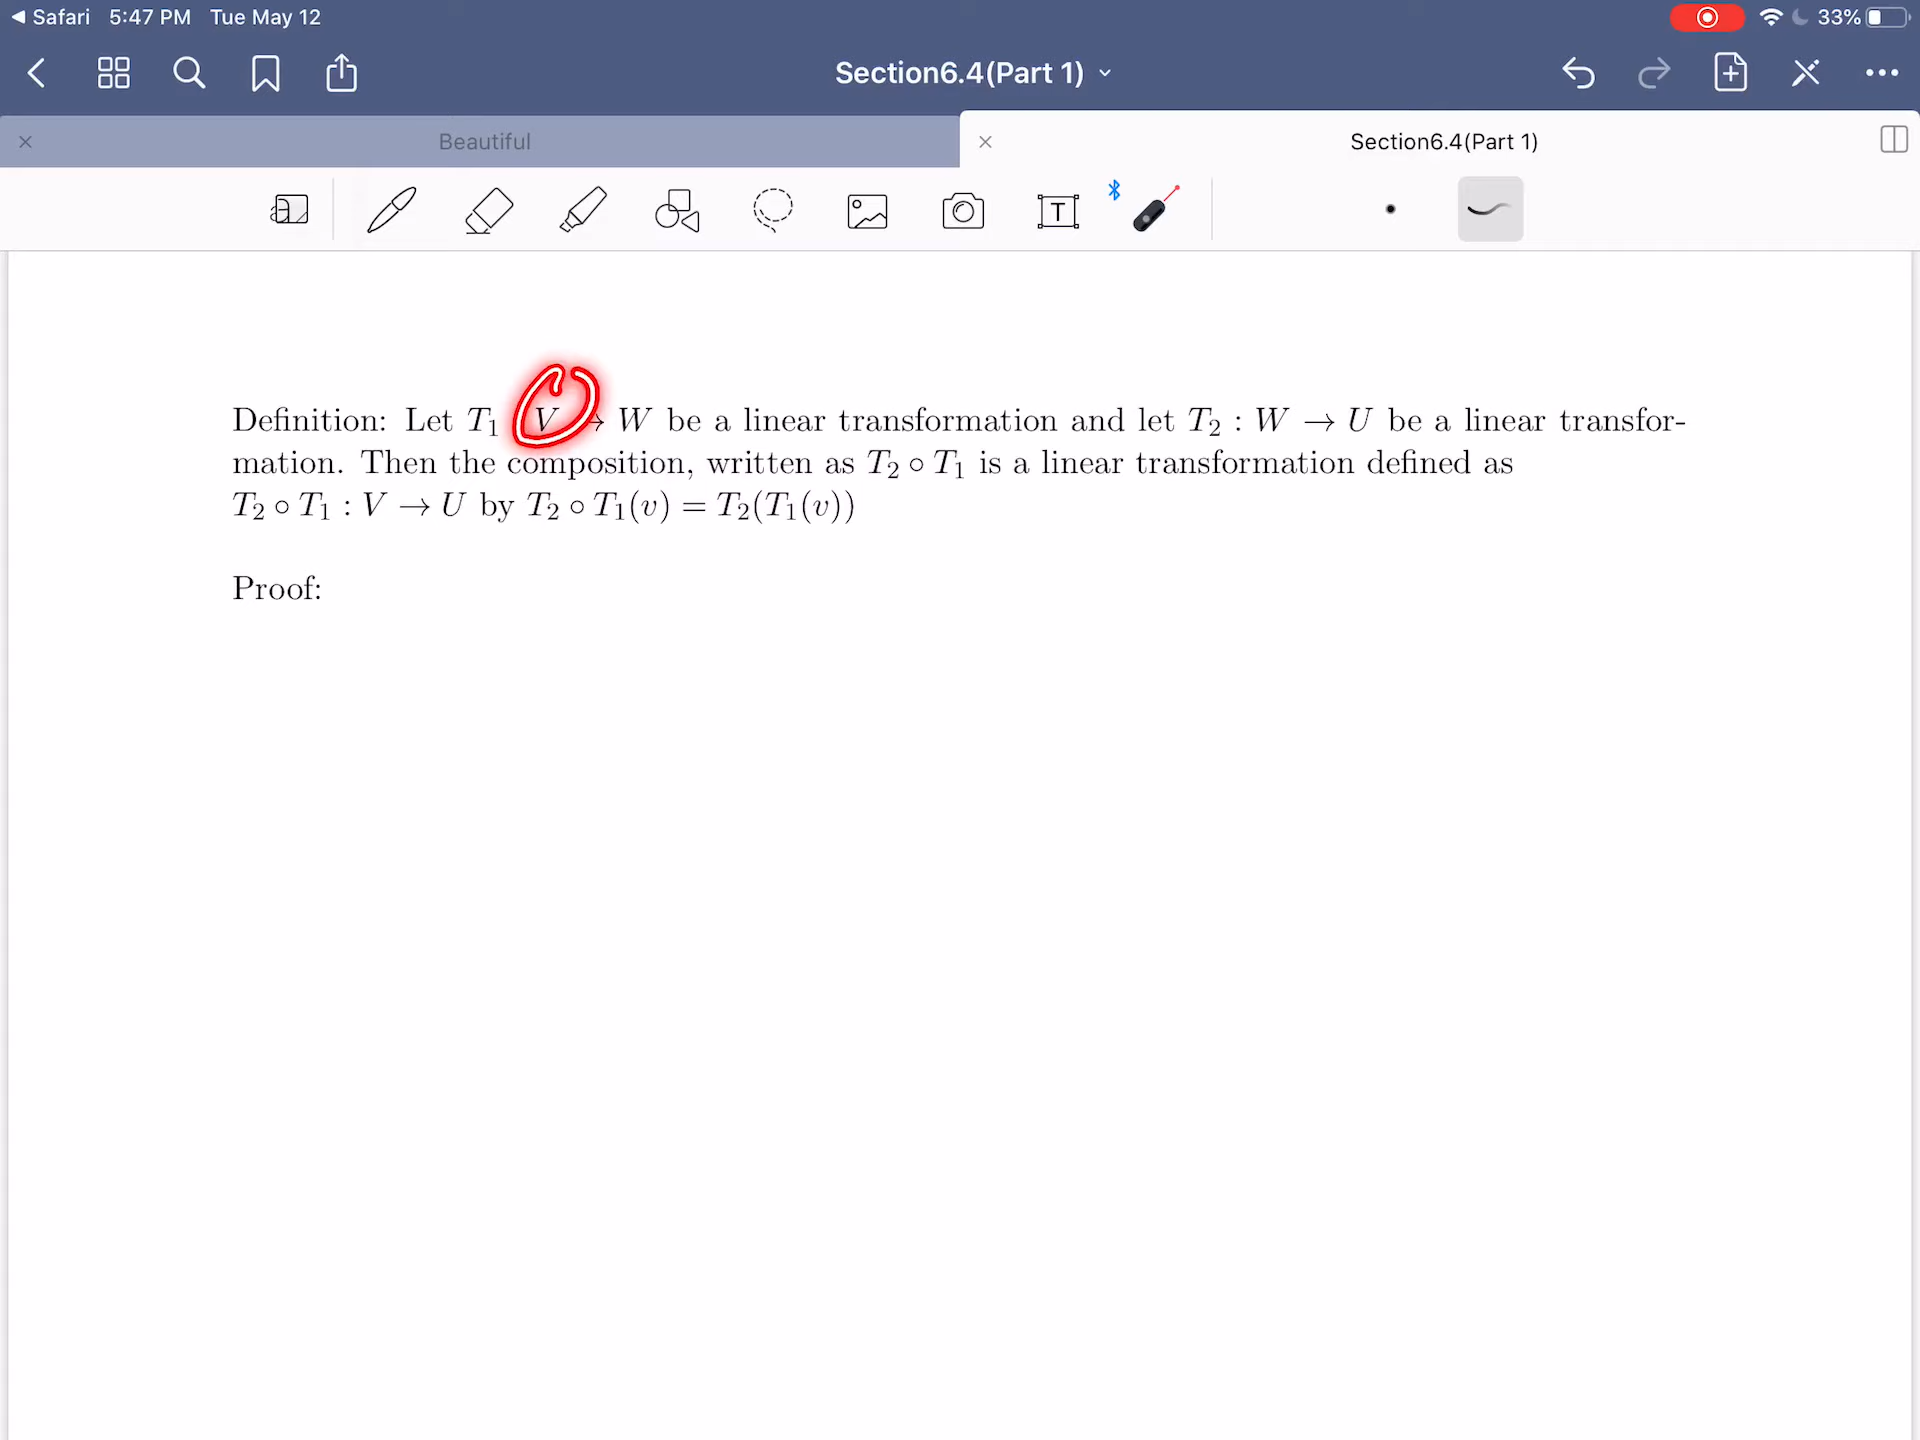 Safari 5:47 PM Tue May 12 33%
Section6.4(Part 1)
Beautiful Section6.4(Part 1)
T
Definition: Let T₁ V → W be a linear transformation and let T₂ : W → U be a linear transfor-
mation. Then the composition, written as T₂ ∘ T₁ is a linear transformation defined as
T₂ ∘ T₁ : V → U by T₂ ∘ T₁(v) = T₂(T₁(v))
Proof: